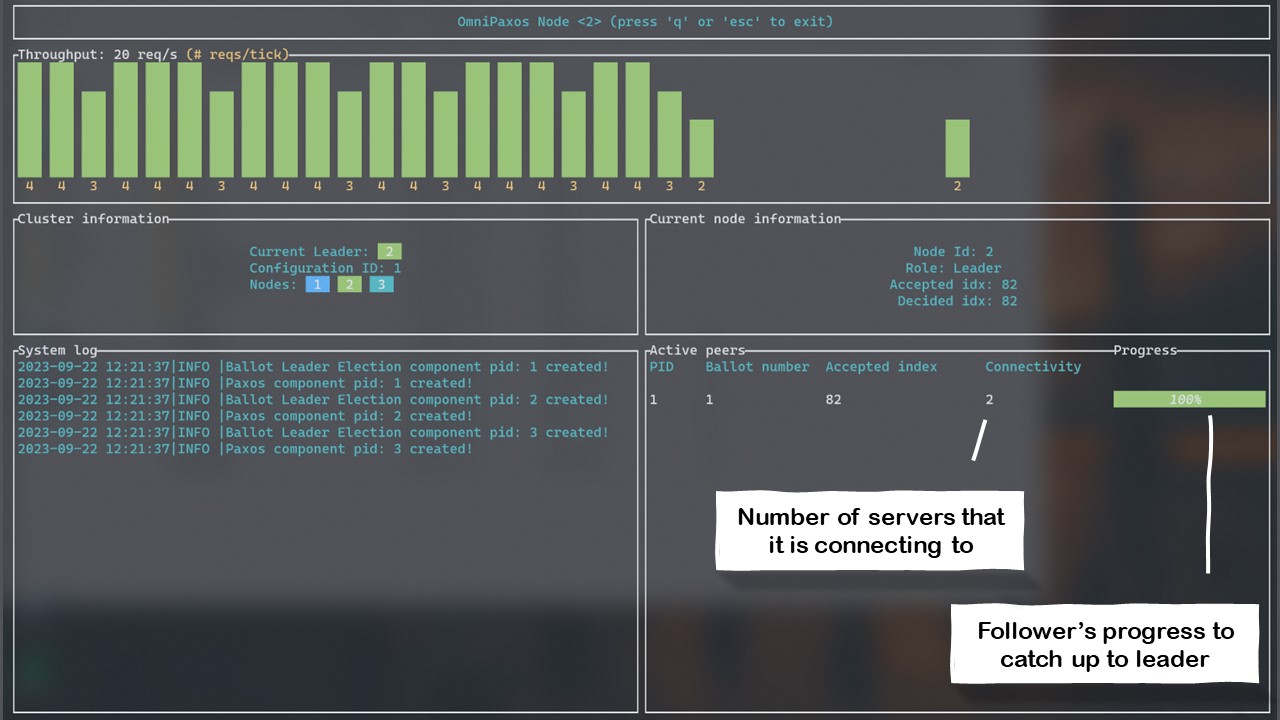 OmniPaxos Node <2> (press 'q' or 'esc' to exit)
Throughput: 20 req/s (# reqs/tick)
4 4 3 4 4 4 3 4 4 4 3 4 4 3 4 4 4 3 4 4 3 2 2
Cluster information
Current Leader: 2
Configuration ID: 1
Nodes: 1 2 3
Current node information
Node Id: 2
Role: Leader
Accepted idx: 82
Decided idx: 82
System log
2023-09-22 12:21:37|INFO |Ballot Leader Election component pid: 1 created!
2023-09-22 12:21:37|INFO |Paxos component pid: 1 created!
2023-09-22 12:21:37|INFO |Ballot Leader Election component pid: 2 created!
2023-09-22 12:21:37|INFO |Paxos component pid: 2 created!
2023-09-22 12:21:37|INFO |Ballot Leader Election component pid: 3 created!
2023-09-22 12:21:37|INFO |Paxos component pid: 3 created!
Active peers Progress
PID Ballot number Accepted index Connectivity
1 1 82 2 100%
Number of servers that
it is connecting to
Follower's progress to
catch up to leader